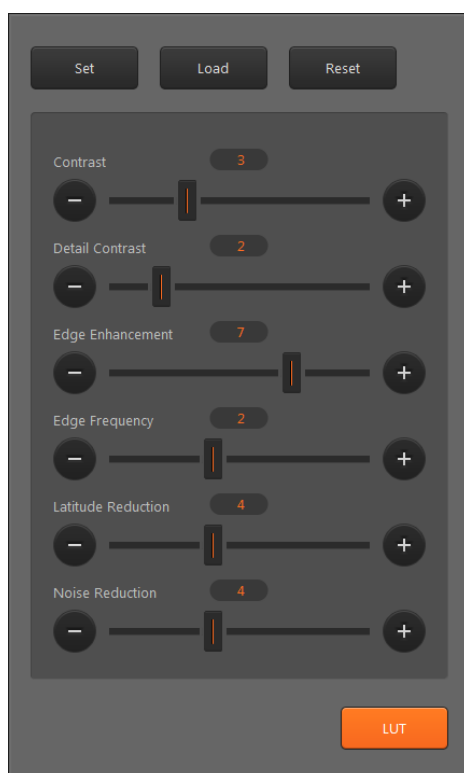 Set Load Reset
Contrast 3
− +
Detail Contrast 2
− +
Edge Enhancement 7
− +
Edge Frequency 2
− +
Latitude Reduction 4
− +
Noise Reduction 4
− +
LUT